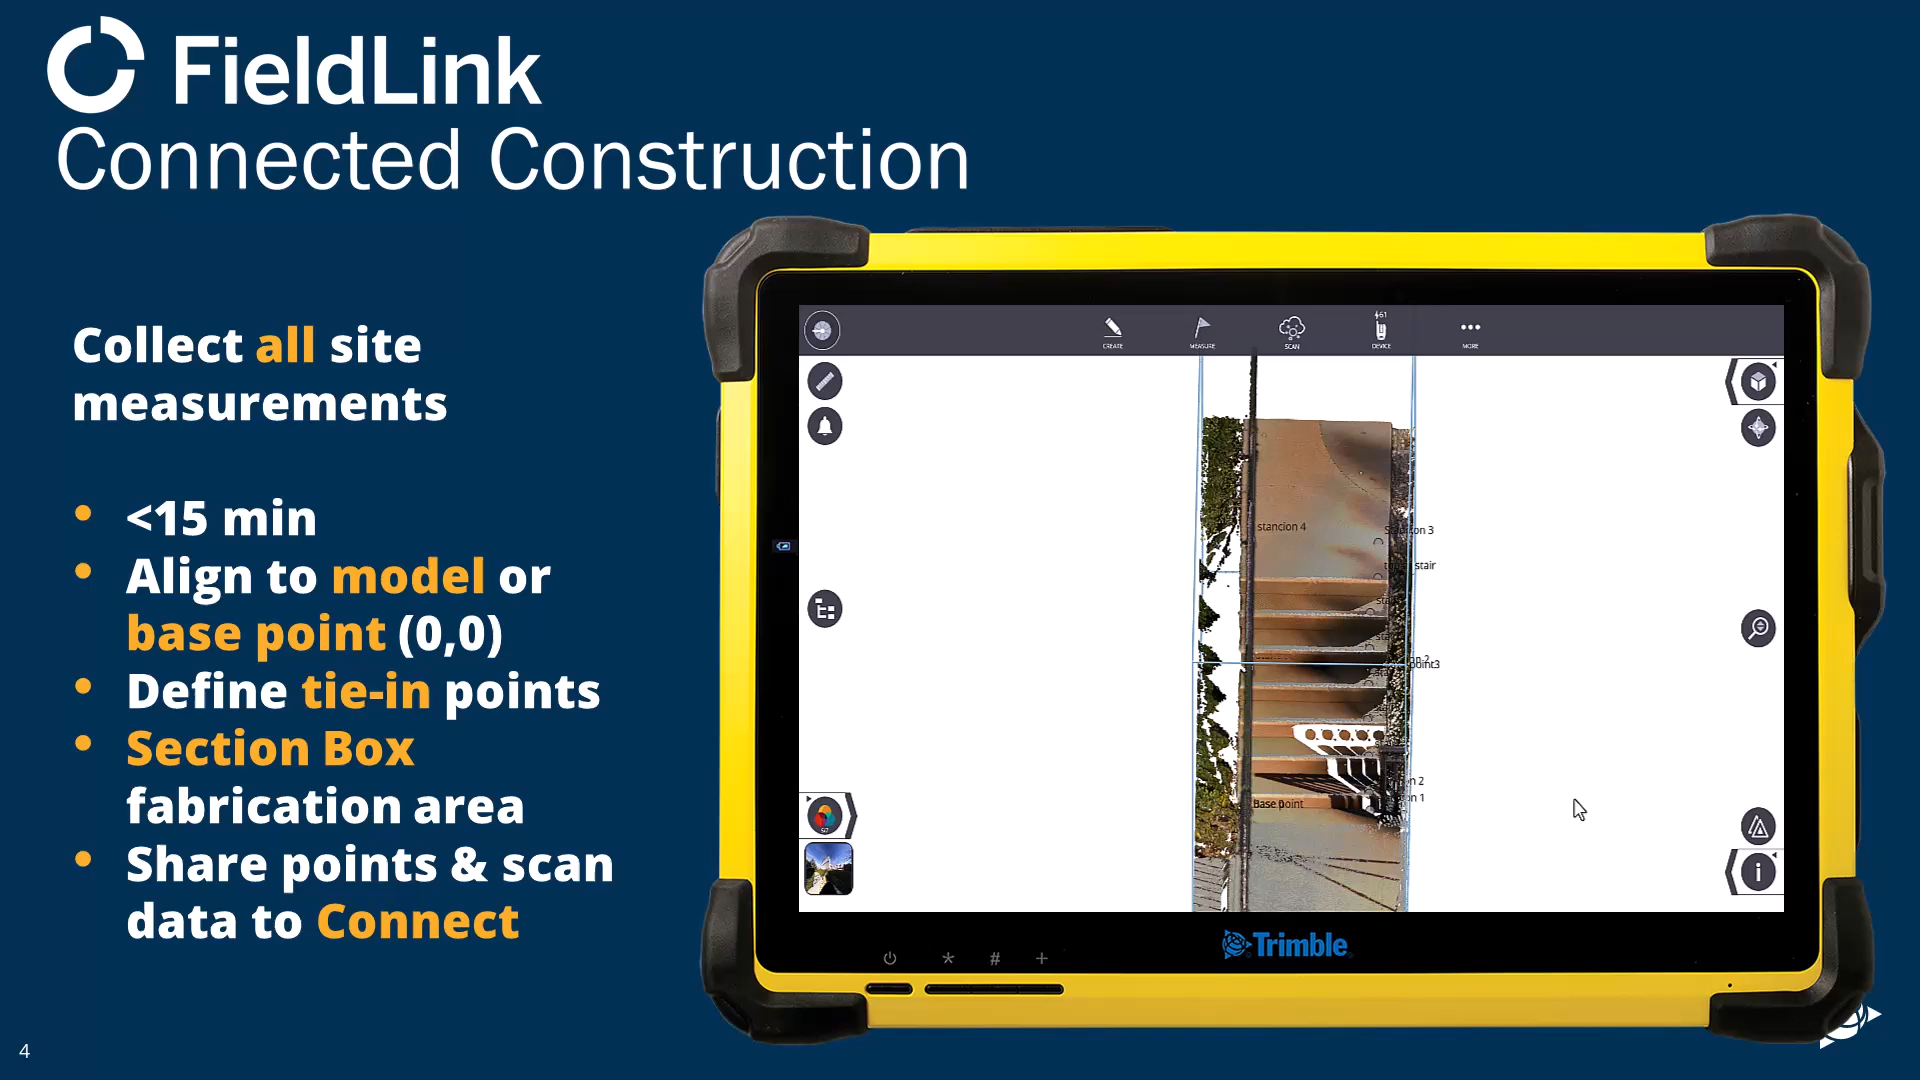 FieldLink
Connected Construction
Collect all site
measurements
• <15 min
• Align to model or
base point (0,0)
• Define tie-in points
• Section Box
fabrication area
• Share points & scan
data to Connect
CREATE
MEASURE
SCAN
61
DEVICE
MORE
stancion 4
stair
Base point
Trimble
* # +
4